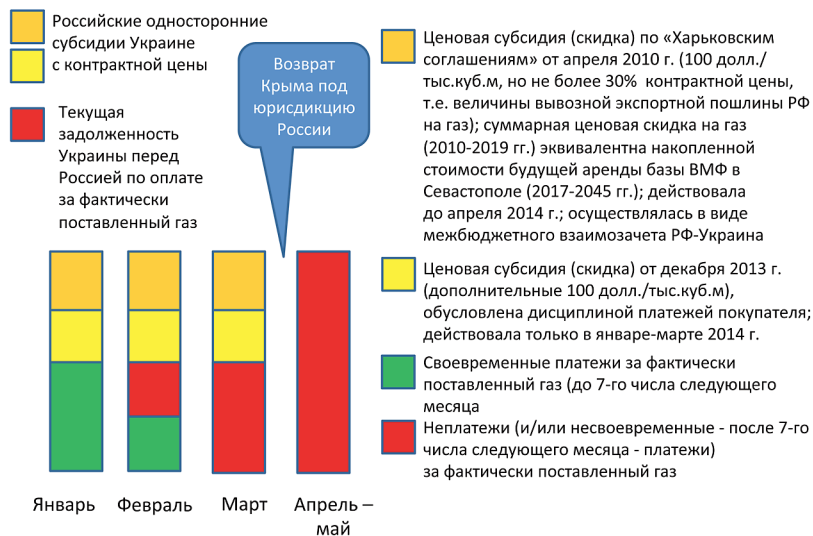 Российские односторонние
субсидии Украине
с контрактной цены
Текущая
задолженность
Украины перед
Россией по оплате
за фактически
поставленный газ
Возврат
Крыма под
юрисдикцию
России
Ценовая субсидия (скидка) по «Харьковским
соглашениям» от апреля 2010 г. (100 долл./
тыс.куб.м, но не более 30% контрактной цены,
т.е. величины вывозной экспортной пошлины РФ
на газ); суммарная ценовая скидка на газ
(2010-2019 гг.) эквивалентна накопленной
стоимости будущей аренды базы ВМФ в
Севастополе (2017-2045 гг.); действовала
до апреля 2014 г.; осуществлялась в виде
межбюджетного взаимозачета РФ-Украина
Ценовая субсидия (скидка) от декабря 2013 г.
(дополнительные 100 долл./тыс.куб.м),
обусловлена дисциплиной платежей покупателя;
действовала только в январе-марте 2014 г.
Своевременные платежи за фактически
поставленный газ (до 7-го числа следующего
месяца
Неплатежи (и/или несвоевременные - после 7-го
числа следующего месяца - платежи)
за фактически поставленный газ
Январь
Февраль
Март
Апрель –
май